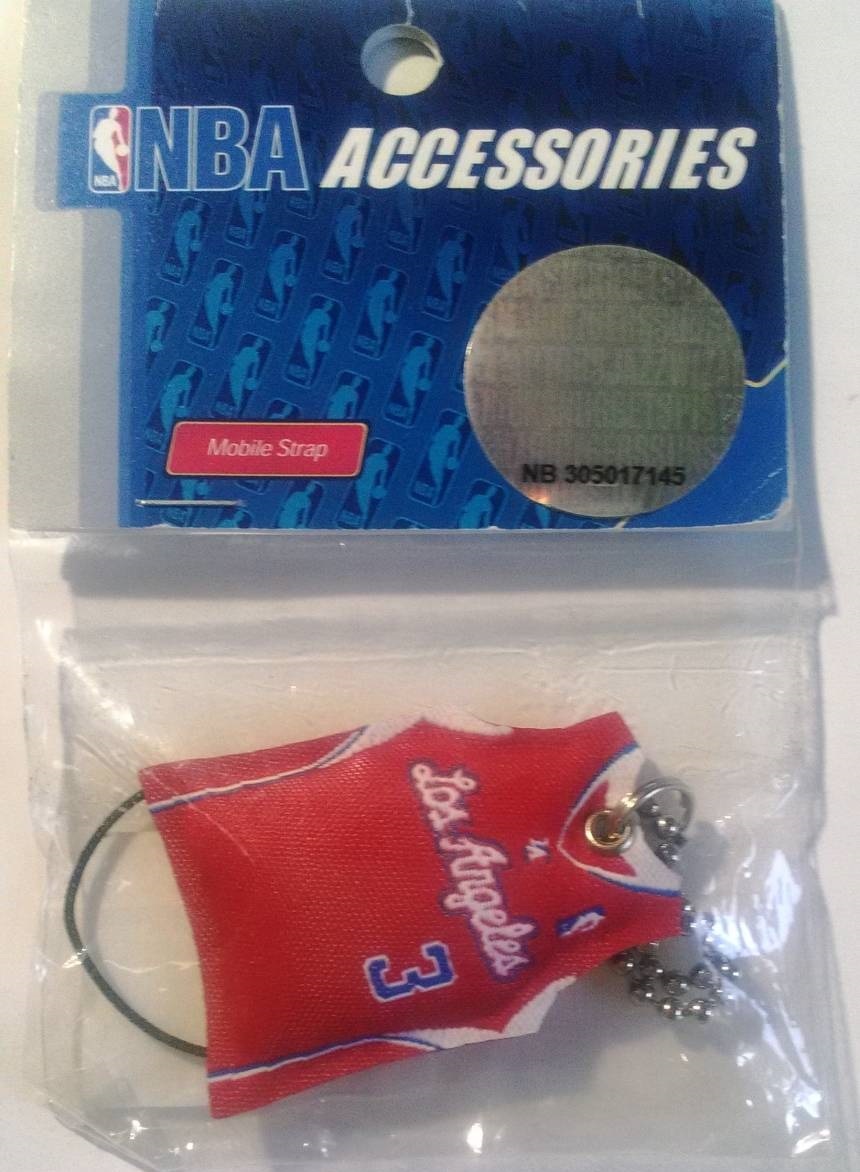 NBA
NBA ACCESSORIES
Mobile Strap
NB 305017145
Los Angeles
3